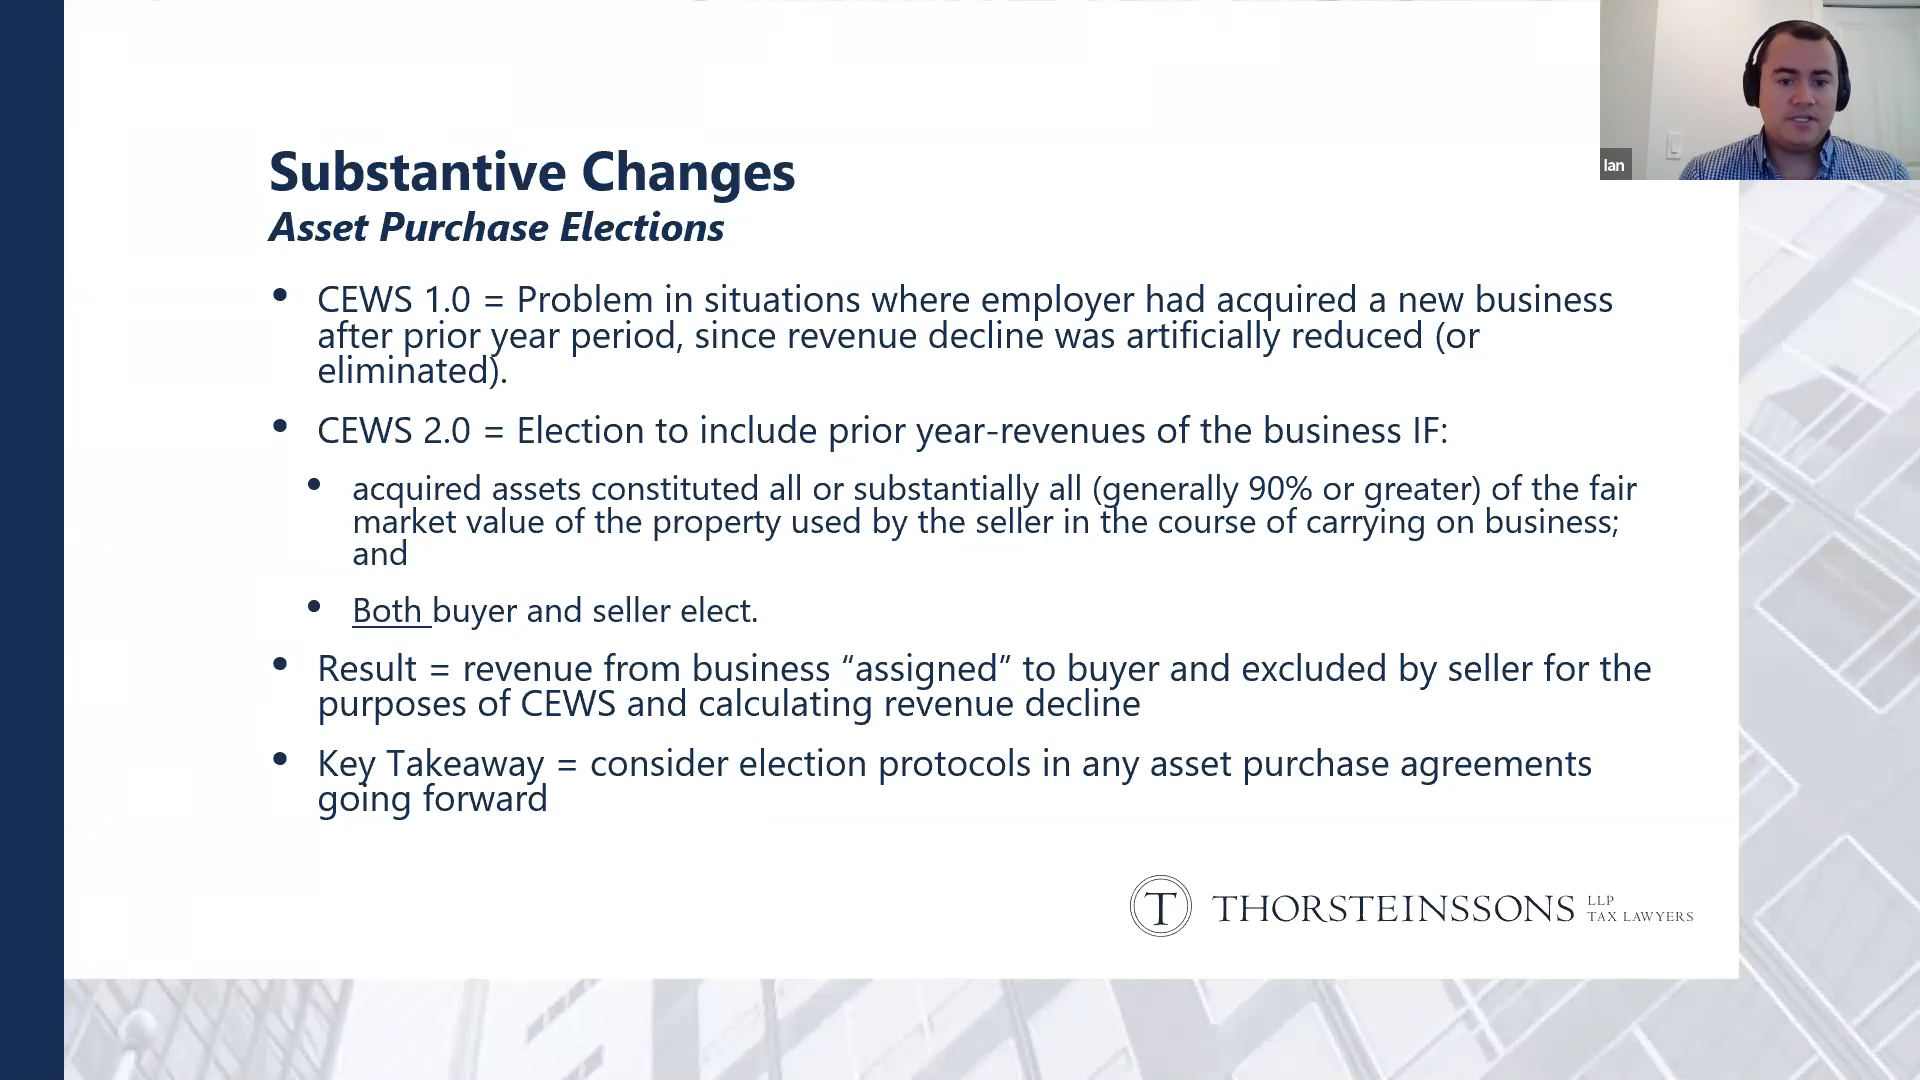 Substantive Changes
Asset Purchase Elections
• CEWS 1.0 = Problem in situations where employer had acquired a new business
after prior year period, since revenue decline was artificially reduced (or
eliminated).
• CEWS 2.0 = Election to include prior year-revenues of the business IF:
• acquired assets constituted all or substantially all (generally 90% or greater) of the fair
market value of the property used by the seller in the course of carrying on business;
and
• Both buyer and seller elect.
• Result = revenue from business “assigned” to buyer and excluded by seller for the
purposes of CEWS and calculating revenue decline
• Key Takeaway = consider election protocols in any asset purchase agreements
going forward
Ian
T THORSTEINSSONS LLP
TAX LAWYERS